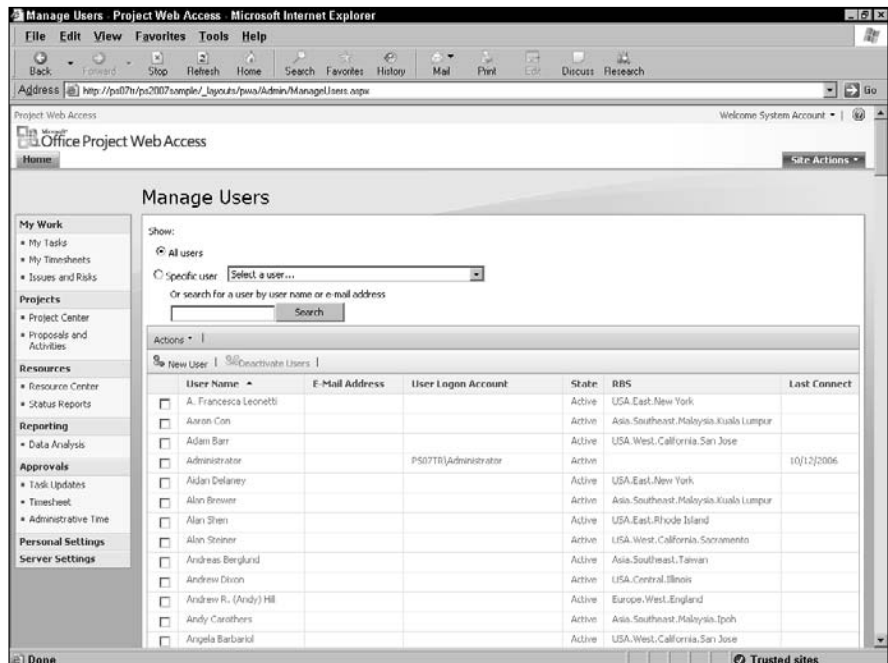 Manage Users - Project Web Access - Microsoft Internet Explorer
File Edit View Favorites Tools Help
Back Forward Stop Refresh Home Search Favorites History Mail Print Edit Discuss Research
Address http://ps07tr/ps2007sample/_layouts/pwa/Admin/ManageUsers.aspx Go
Project Web Access Welcome System Account
Microsoft
Office Project Web Access
Home Site Actions
Manage Users
My Work
My Tasks
My Timesheets
Issues and Risks
Projects
Project Center
Proposals and
Activities
Resources
Resource Center
Status Reports
Reporting
Data Analysis
Approvals
Task Updates
Timesheet
Administrative Time
Personal Settings
Server Settings
Show:
All users
Specific user Select a user...
Or search for a user by user name or e-mail address
Search
Actions
New User Deactivate Users
User Name E-Mail Address User Logon Account State RBS Last Connect
A. Francesca Leonetti Active USA.East.New York
Aaron Con Active Asia.Southeast.Malaysia.Kuala Lumpur
Adam Barr Active USA.West.California.San Jose
Administrator PS07TR\Administrator Active 10/12/2006
Aidan Delaney Active USA.East.New York
Alan Brewer Active Asia.Southeast.Malaysia.Kuala Lumpur
Alan Shen Active USA.East.Rhode Island
Alan Steiner Active USA.West.California.Sacramento
Andreas Berglund Active Asia.Southeast.Taiwan
Andrew Dixon Active USA.Central.Illinois
Andrew R. (Andy) Hill Active Europe.West.England
Andy Carothers Active Asia.Southeast.Malaysia.Ipoh
Angela Barbariol Active USA.West.California.San Jose
Done Trusted sites